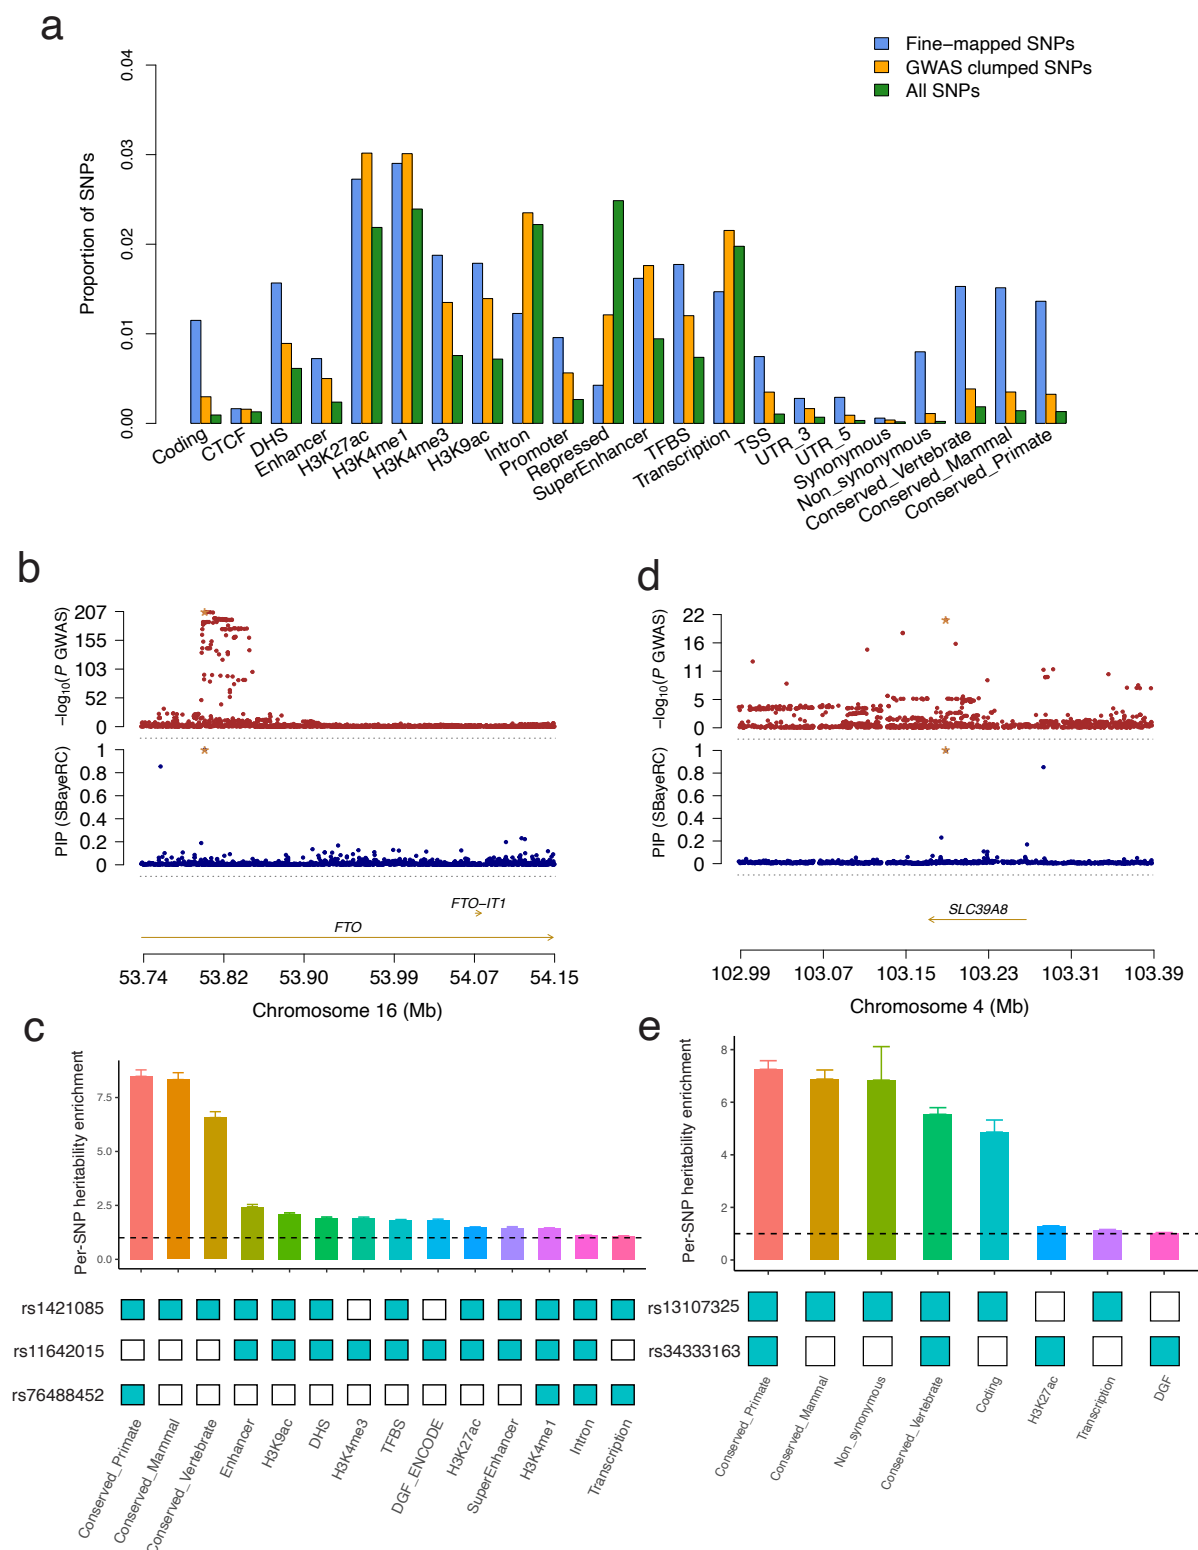 a
Fine−mapped SNPs
GWAS clumped SNPs
All SNPs
Proportion of SNPs
0.04
0.03
0.02
0.01
0.00
Coding
CTCF
DHS
Enhancer
H3K27ac
H3K4me1
H3K4me3
H3K9ac
Intron
Promoter
Repressed
SuperEnhancer
TFBS
Transcription
TSS
UTR_3
UTR_5
Synonymous
Non_synonymous
Conserved_Vertebrate
Conserved_Mammal
Conserved_Primate
b
−log10(P GWAS)
207
155
103
52
0
PIP (SBayeRC)
1
0.8
0.6
0.4
0.2
0
FTO−IT1
FTO
53.74 53.82 53.90 53.99 54.07 54.15
Chromosome 16 (Mb)
d
−log10(P GWAS)
22
16
11
5
0
PIP (SBayeRC)
1
0.8
0.6
0.4
0.2
0
SLC39A8
102.99 103.07 103.15 103.23 103.31 103.39
Chromosome 4 (Mb)
c
Per-SNP heritability enrichment
7.5
5.0
2.5
0.0
rs1421085
rs11642015
rs76488452
Conserved_Primate
Conserved_Mammal
Conserved_Vertebrate
Enhancer
H3K9ac
DHS
H3K4me3
TFBS
DGF_ENCODE
H3K27ac
SuperEnhancer
H3K4me1
Intron
Transcription
e
Per-SNP heritability enrichment
8
6
4
2
0
rs13107325
rs34333163
Conserved_Primate
Conserved_Mammal
Non_synonymous
Conserved_Vertebrate
Coding
H3K27ac
Transcription
DGF